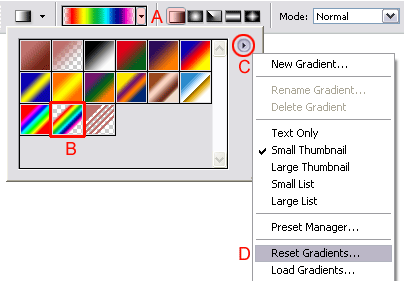 A
Mode: Normal
C
New Gradient...
Rename Gradient...
Delete Gradient
Text Only
Small Thumbnail
Large Thumbnail
Small List
Large List
B
Preset Manager...
D
Reset Gradients...
Load Gradients...